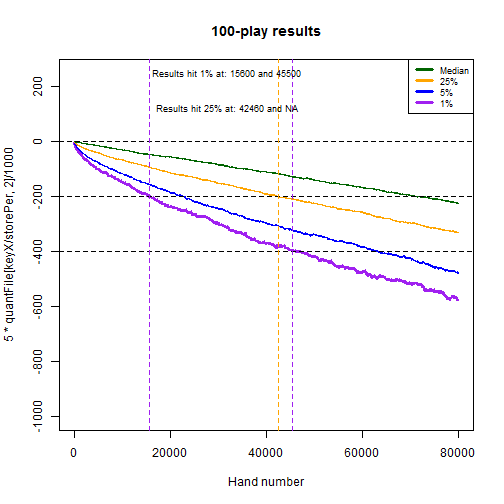 100-play results
Results hit 1% at: 15600 and 45500
Results hit 25% at: 42460 and NA
Median
25%
5%
1%
200
0
-200
-400
-600
-800
-1000
5 * quantFile[keyX/storePer, 2]/1000
0
20000
40000
60000
80000
Hand number